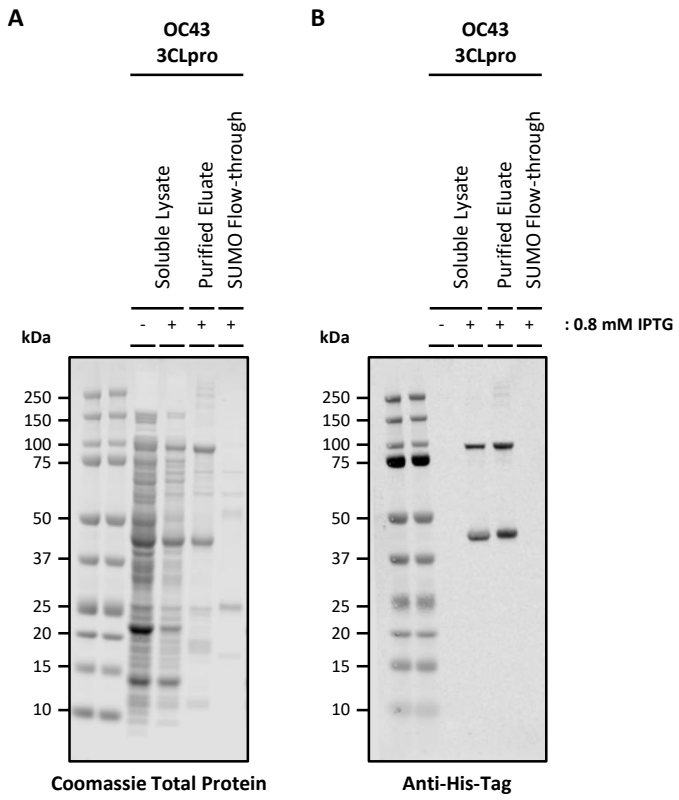 A
OC43
3CLpro
Soluble Lysate
Purified Eluate
SUMO Flow-through
- + + +
kDa
250
150
100
75
50
37
25
20
15
10
Coomassie Total Protein
B
OC43
3CLpro
Soluble Lysate
Purified Eluate
SUMO Flow-through
- + + + : 0.8 mM IPTG
kDa
250
150
100
75
50
37
25
20
15
10
Anti-His-Tag